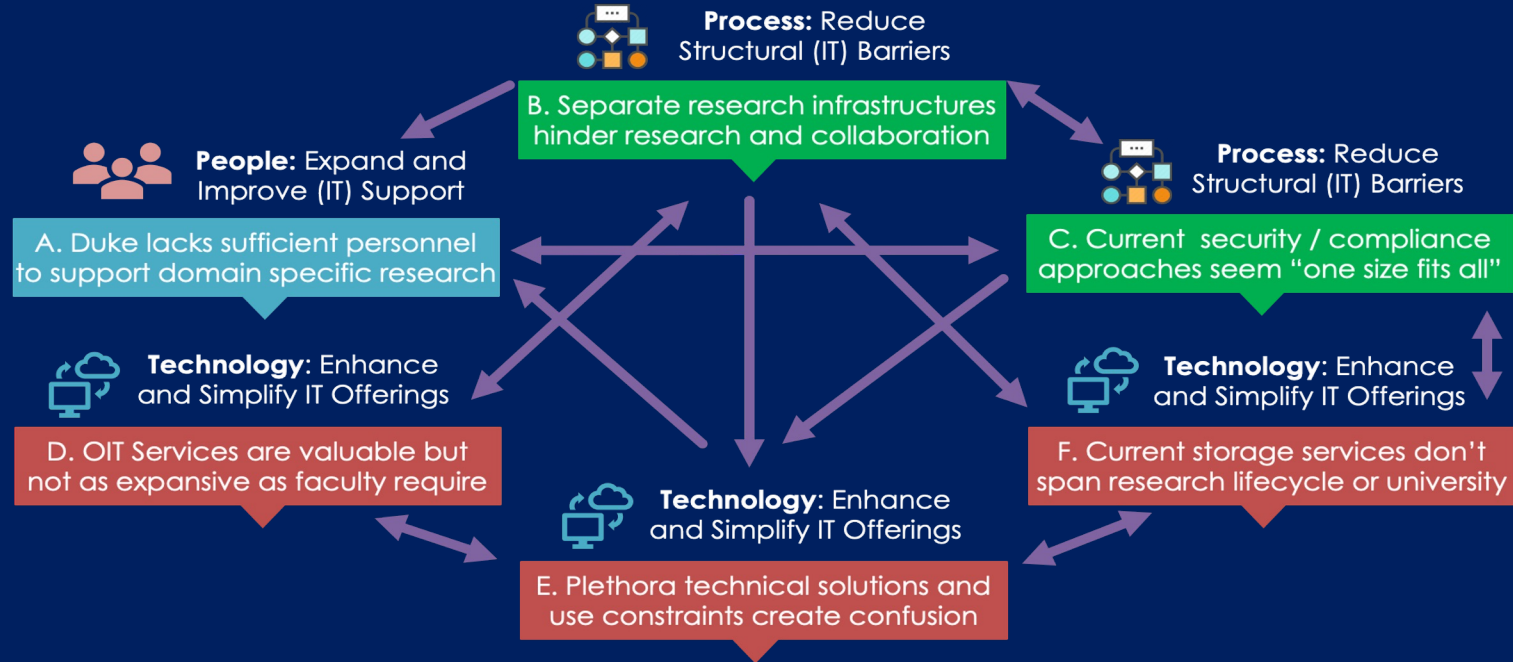 Process: Reduce
Structural (IT) Barriers
B. Separate research infrastructures
hinder research and collaboration
People: Expand and
Improve (IT) Support
A. Duke lacks sufficient personnel
to support domain specific research
Process: Reduce
Structural (IT) Barriers
C. Current security / compliance
approaches seem “one size fits all”
Technology: Enhance
and Simplify IT Offerings
D. OIT Services are valuable but
not as expansive as faculty require
Technology: Enhance
and Simplify IT Offerings
F. Current storage services don’t
span research lifecycle or university
Technology: Enhance
and Simplify IT Offerings
E. Plethora technical solutions and
use constraints create confusion